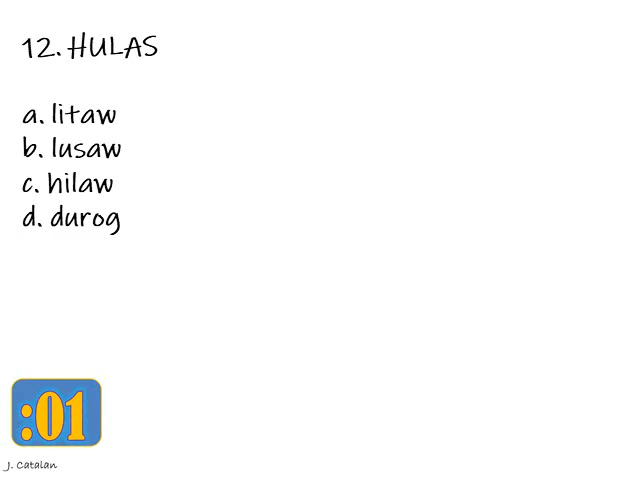 12. HULAS
a. litaw
b. lusaw
c. hilaw
d. durog
:01
J. Catalan